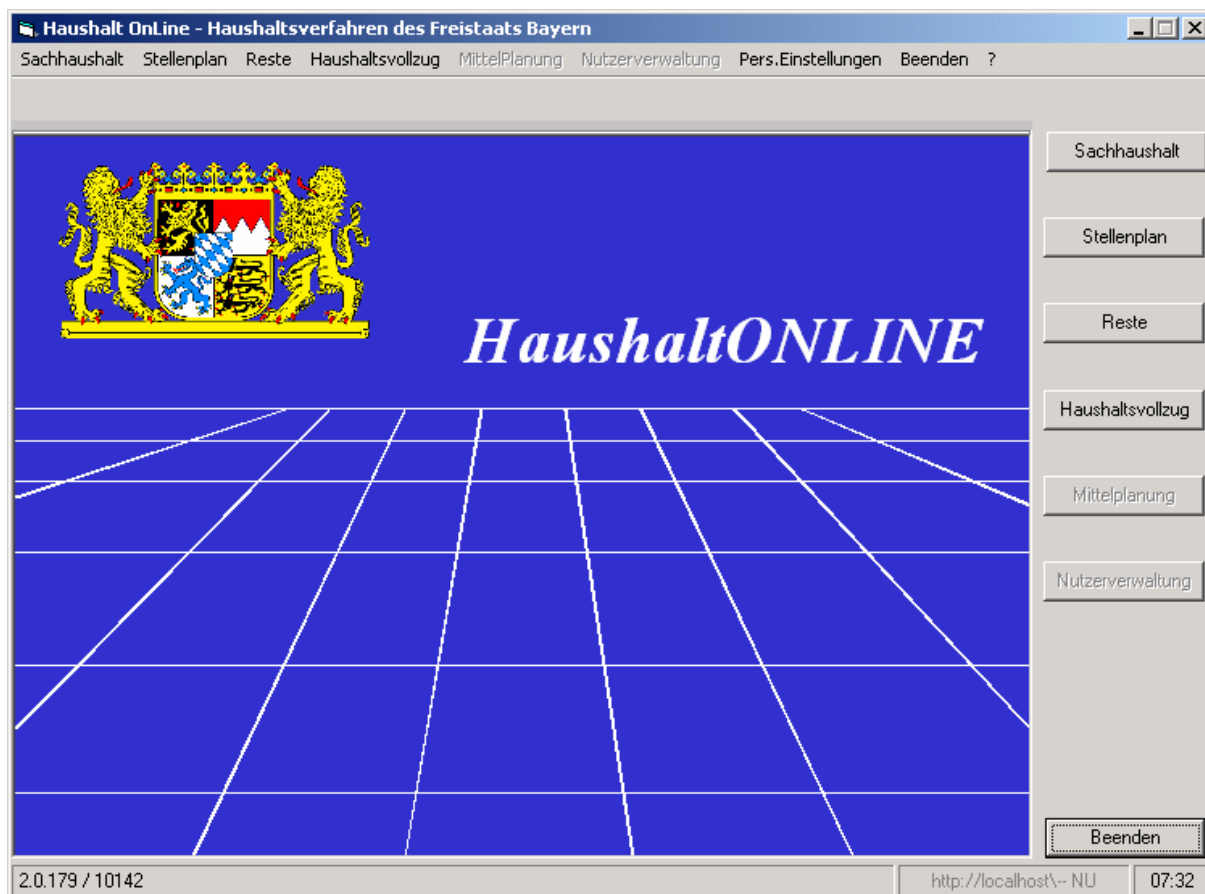 Haushalt OnLine - Haushaltsverfahren des Freistaats Bayern
Sachhaushalt Stellenplan Reste Haushaltsvollzug MittelPlanung Nutzerverwaltung Pers.Einstellungen Beenden ?
Sachhaushalt
Stellenplan
HaushaltONLINE
Reste
Haushaltsvollzug
Mittelplanung
Nutzerverwaltung
Beenden
2.0.179 / 10142 http://localhost\-- NU 07:32